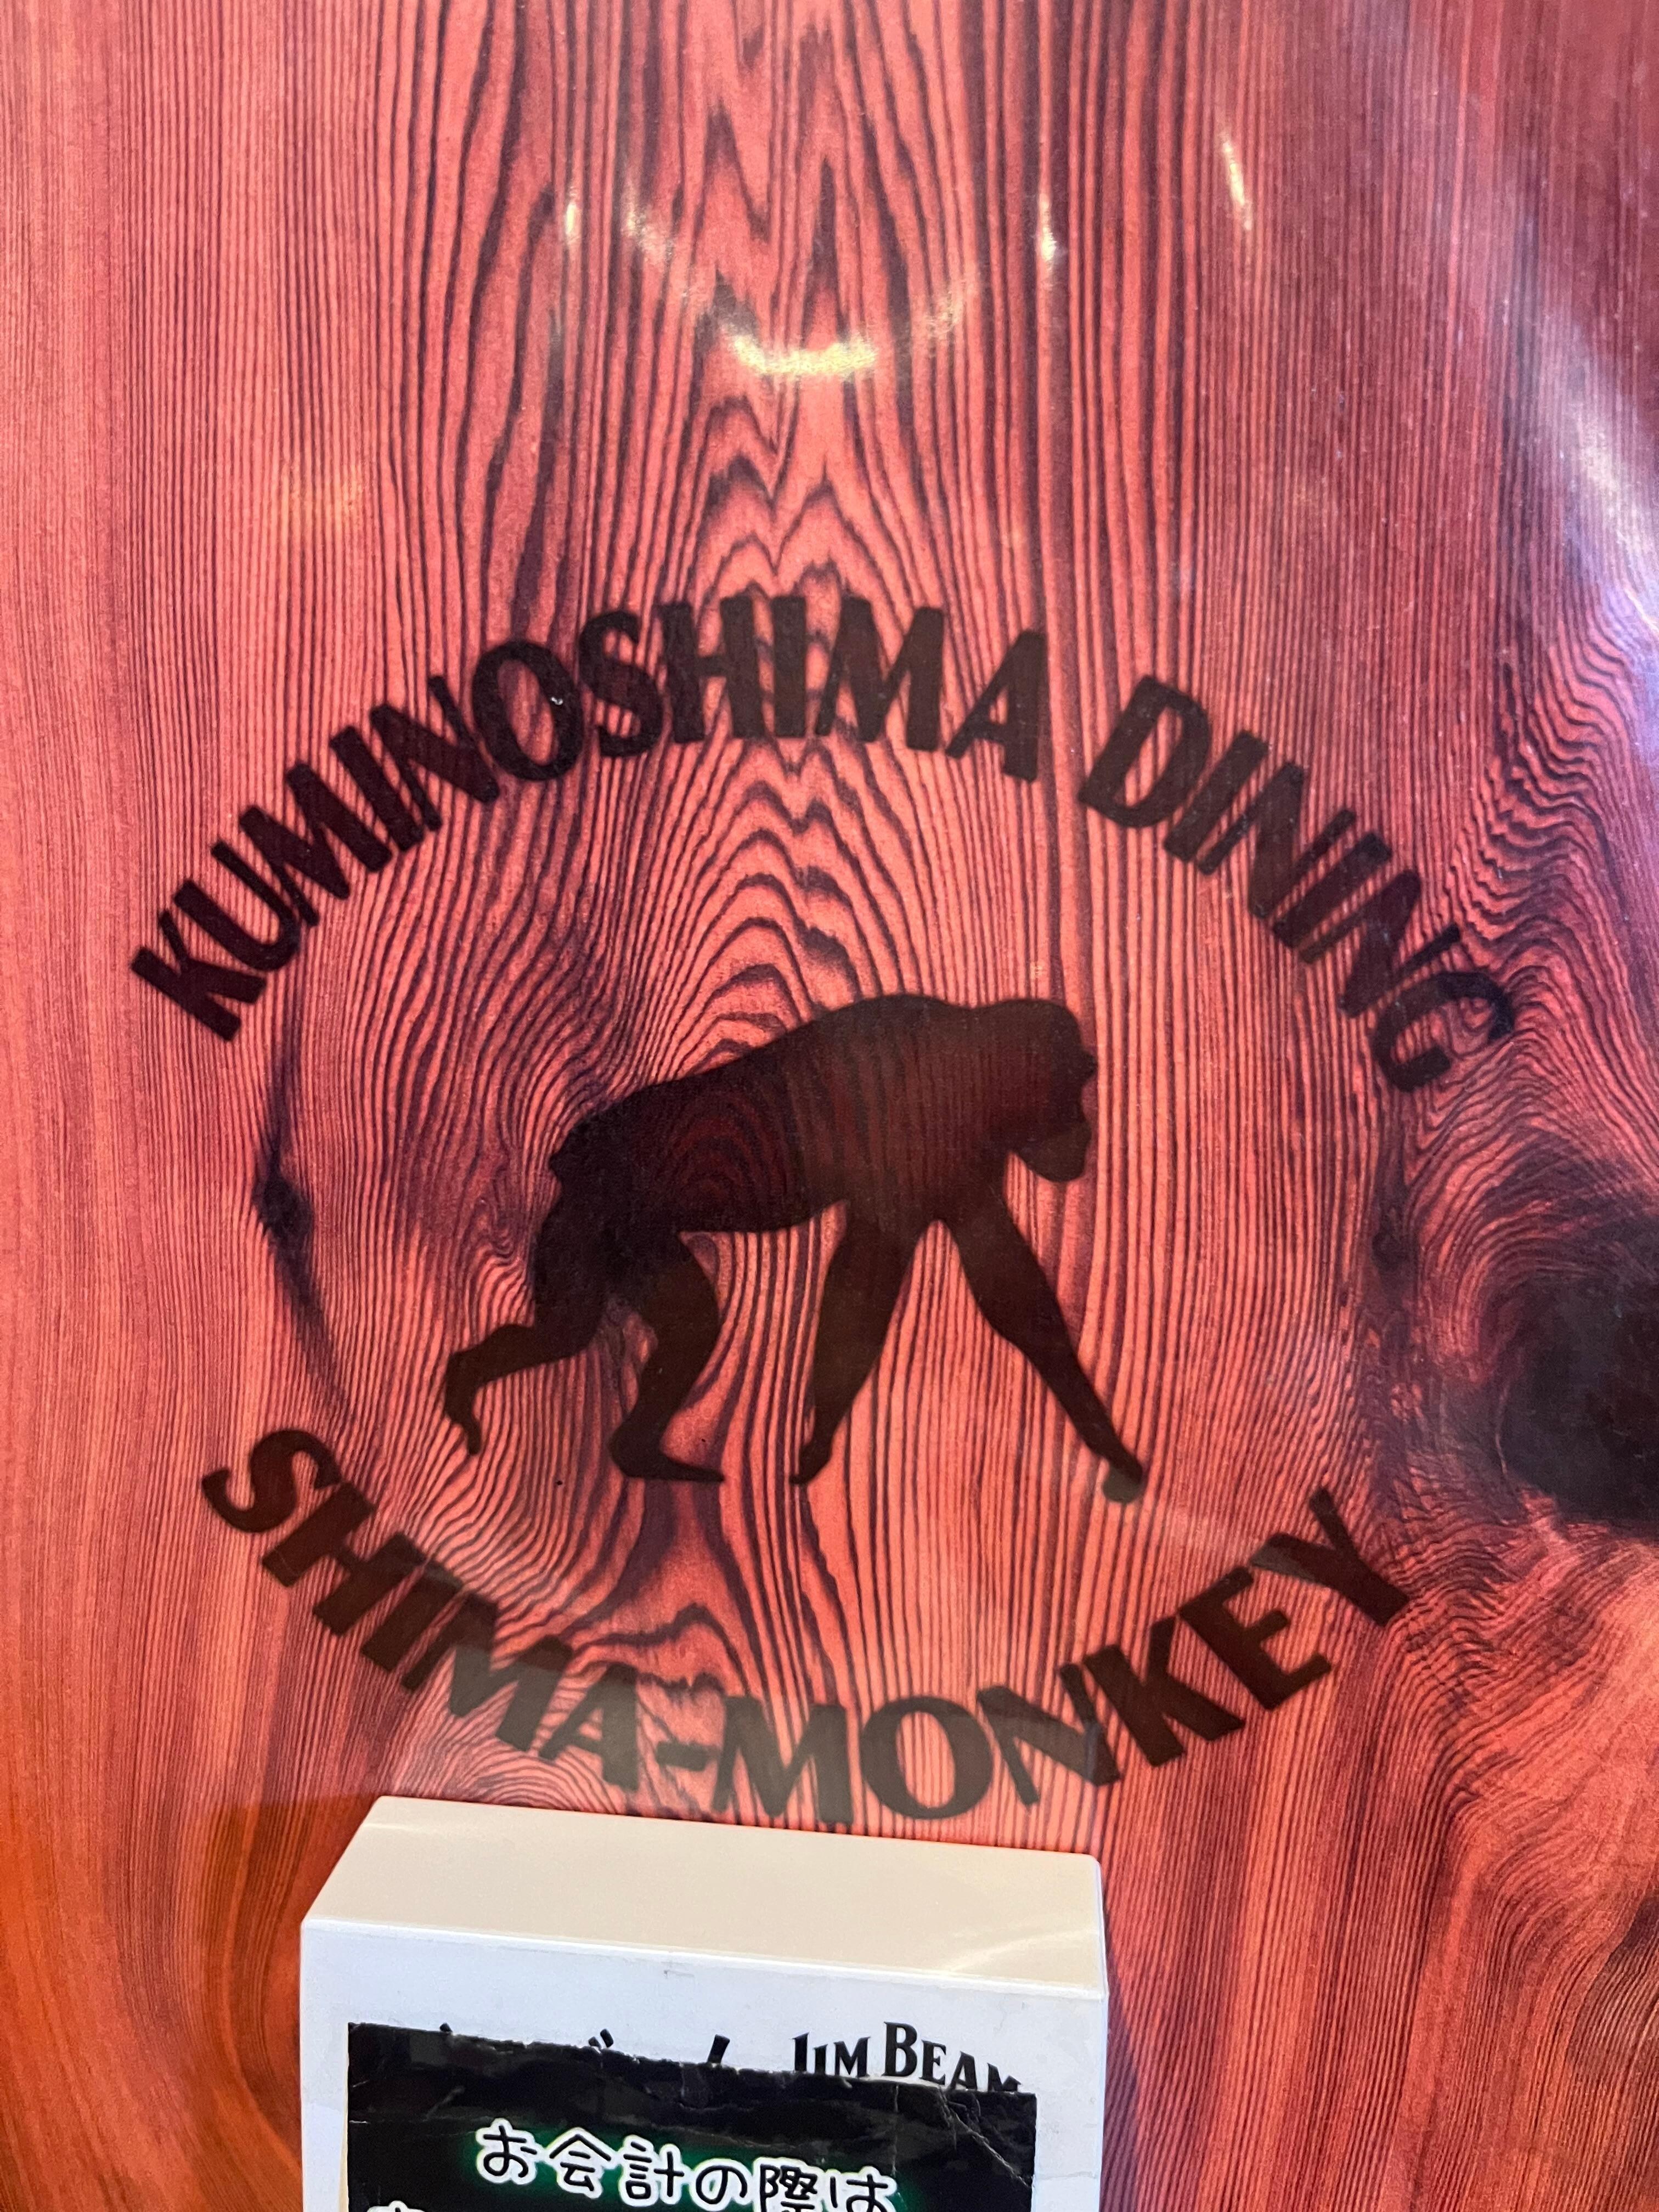 KUMINOSHIMA DINING
SHIMA-MONKEY
JIM BEAM
お会計の際は